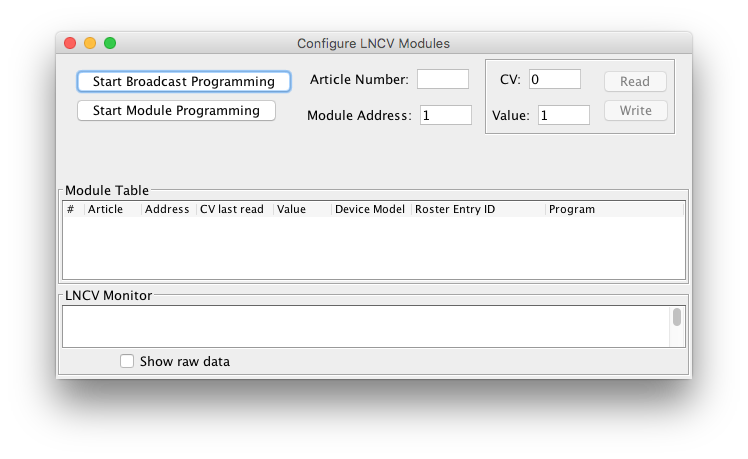 Configure LNCV Modules
Start Broadcast Programming Article Number: CV: 0 Read
Start Module Programming Module Address: 1 Value: 1 Write
Module Table
# Article Address CV last read Value Device Model Roster Entry ID Program
LNCV Monitor
Show raw data